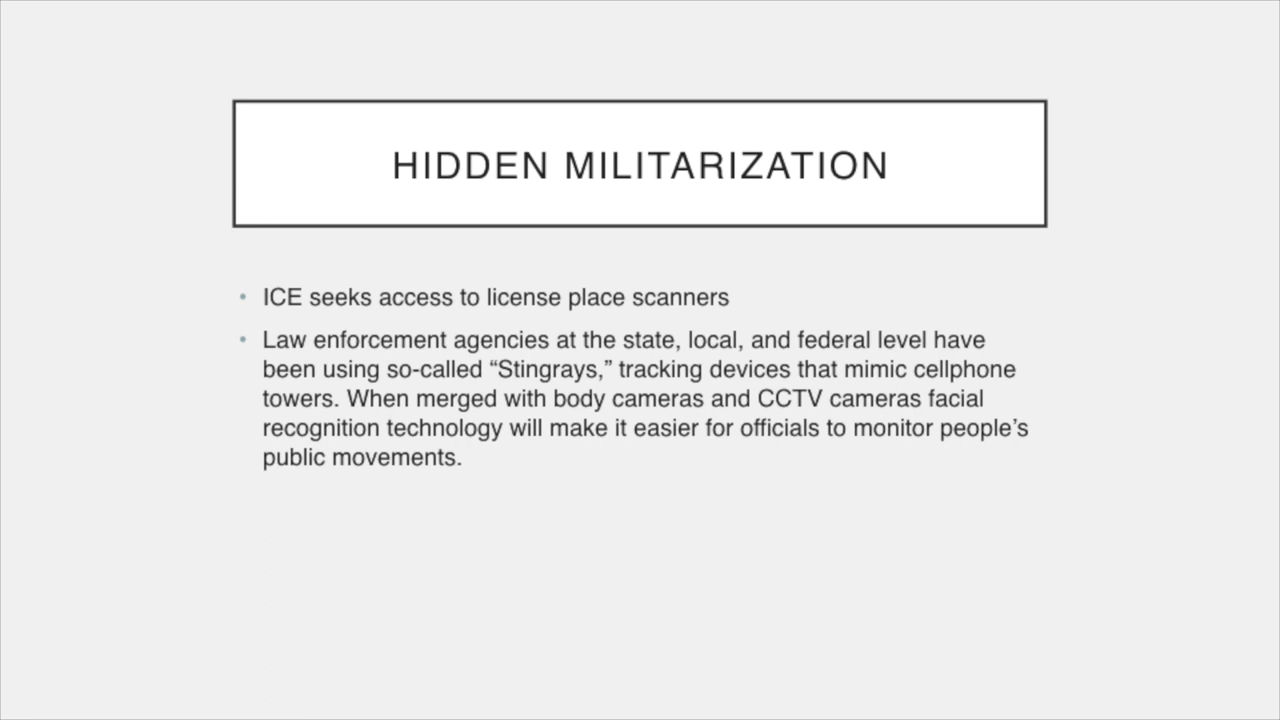 HIDDEN MILITARIZATION
• ICE seeks access to license place scanners
• Law enforcement agencies at the state, local, and federal level have
been using so-called “Stingrays,” tracking devices that mimic cellphone
towers. When merged with body cameras and CCTV cameras facial
recognition technology will make it easier for officials to monitor people’s
public movements.